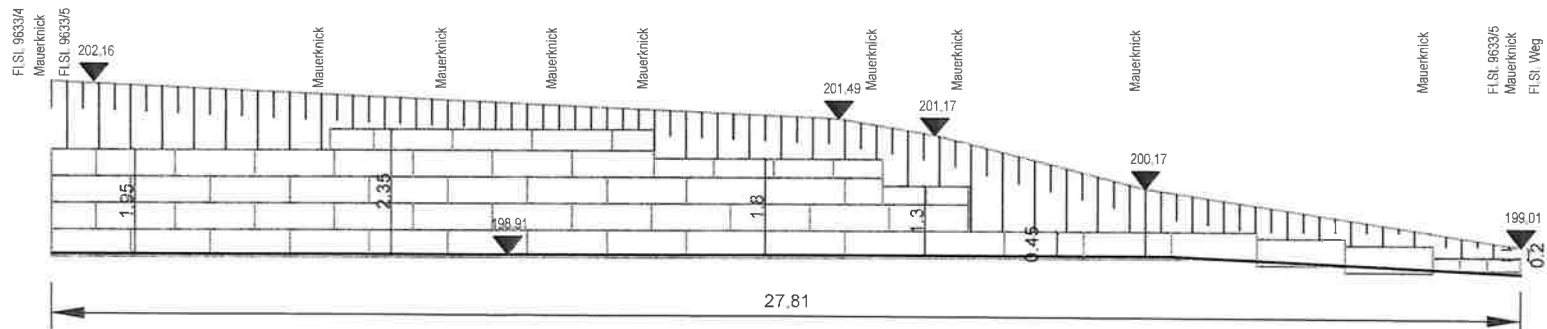 Fl.St. 9633/4
Mauerknick
Fl.St. 9633/5
202,16
Mauerknick
Mauerknick
Mauerknick
Mauerknick
201,49
Mauerknick
201,17
Mauerknick
200,17
Mauerknick
Mauerknick
Fl.St. 9633/5
Mauerknick
Fl.St. Weg
199,01
1,95
2,35
198,91
1,8
1,3
0,45
0,2
27,81